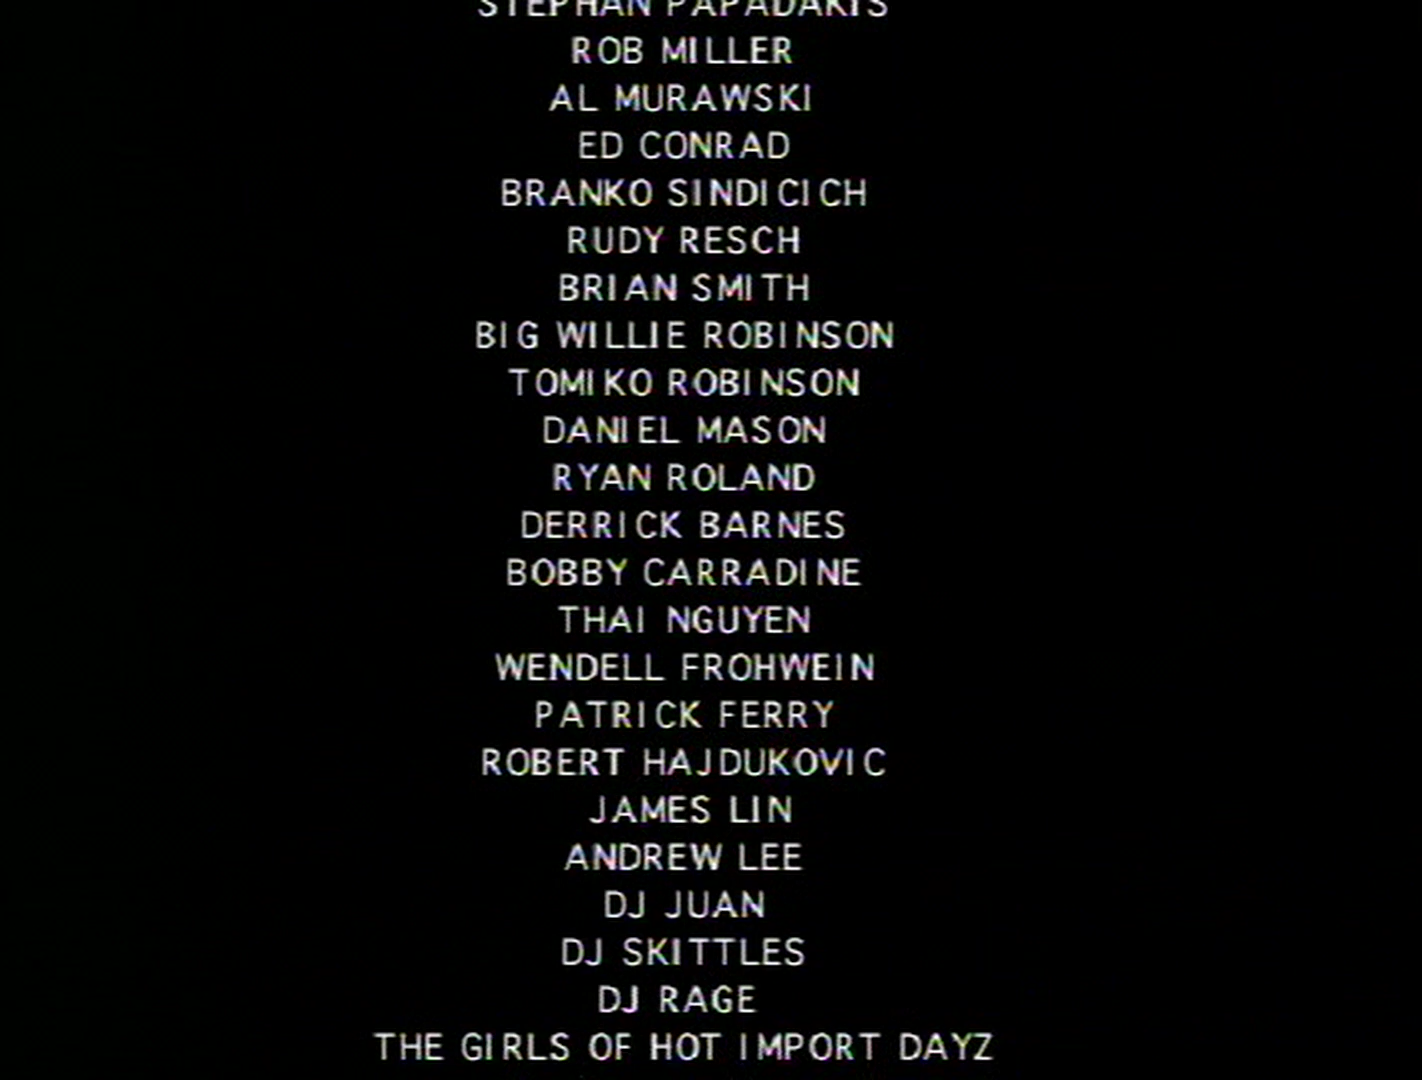 STEPHAN PAPADAKIS
ROB MILLER
AL MURAWSKI
ED CONRAD
BRANKO SINDICICH
RUDY RESCH
BRIAN SMITH
BIG WILLIE ROBINSON
TOMIKO ROBINSON
DANIEL MASON
RYAN ROLAND
DERRICK BARNES
BOBBY CARRADINE
THAI NGUYEN
WENDELL FROHWEIN
PATRICK FERRY
ROBERT HAJDUKOVIC
JAMES LIN
ANDREW LEE
DJ JUAN
DJ SKITTLES
DJ RAGE
THE GIRLS OF HOT IMPORT DAYZ